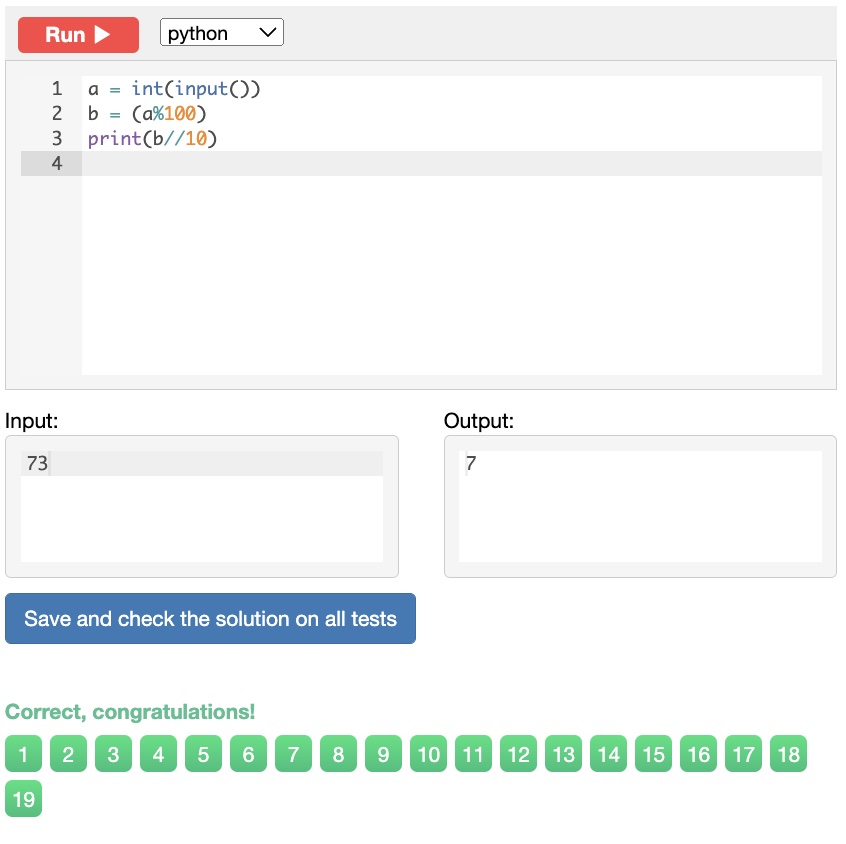 Run ▶ python
1 a = int(input())
2 b = (a%100)
3 print(b//10)
4
Input: Output:
73 7
Save and check the solution on all tests
Correct, congratulations!
1 2 3 4 5 6 7 8 9 10 11 12 13 14 15 16 17 18
19